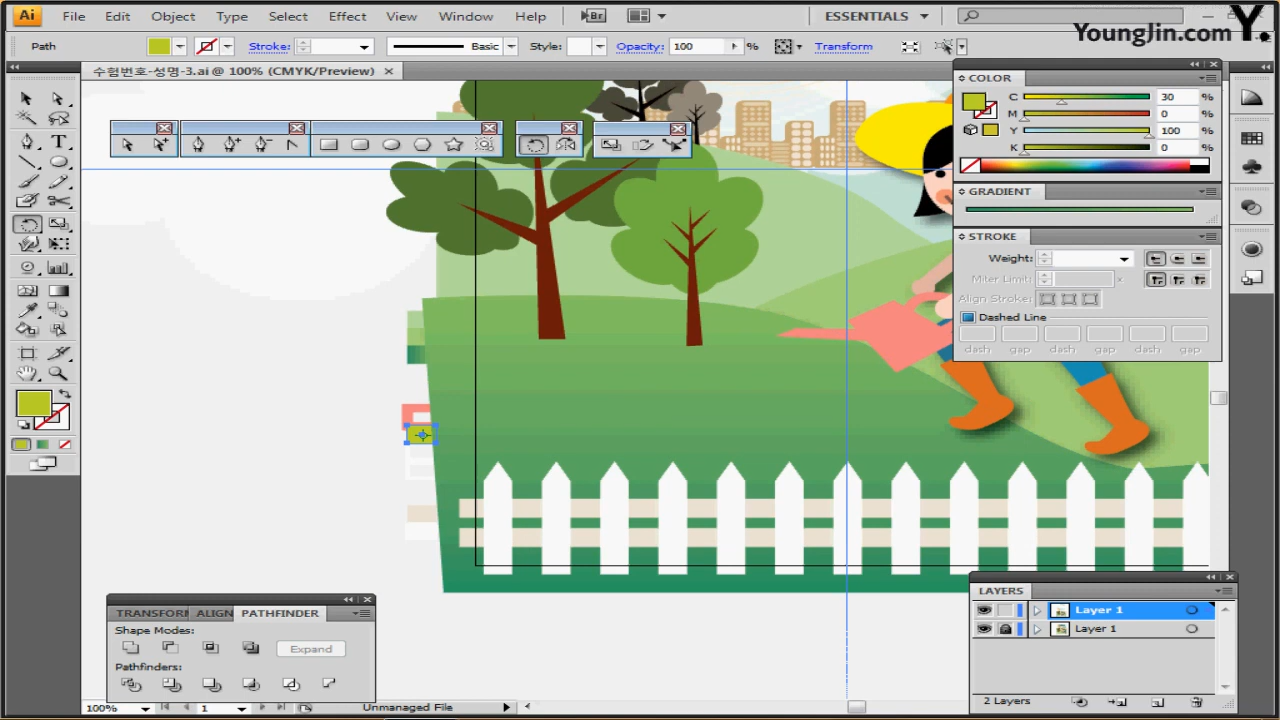 Ai File Edit Object Type Select Effect View Window Help Br ESSENTIALS
YoungJin.com Y.
Path Stroke: Basic Style: Opacity: 100 % Transform
수험번호-성명-3.ai @ 100% (CMYK/Preview)
COLOR
C 30 %
M 0 %
Y 100 %
K 0 %
GRADIENT
STROKE
Weight:
Miter Limit: x
Align Stroke:
Dashed Line
dash gap dash gap dash gap
LAYERS
Layer 1
Layer 1
2 Layers
TRANSFORM ALIGN PATHFINDER
Shape Modes:
Expand
Pathfinders:
100% 1 Unmanaged File